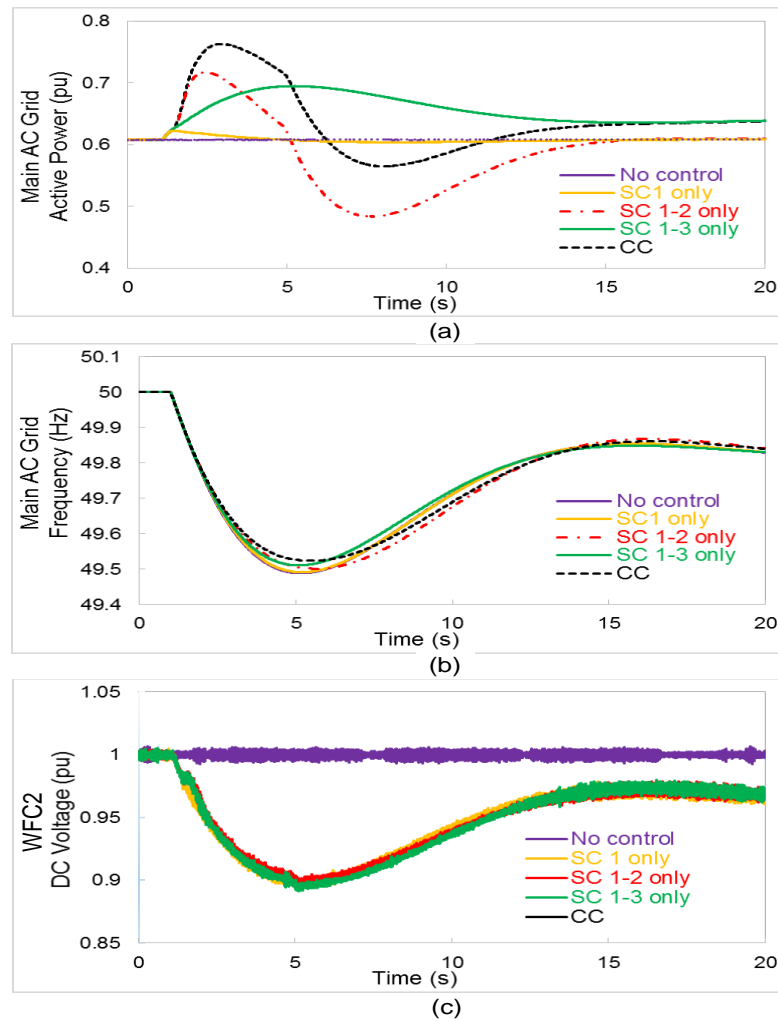 0.8
0.7
0.6
0.5
0.4
Main AC Grid
Active Power (pu)
No control
SC1 only
SC 1-2 only
SC 1-3 only
CC
0 5 10 15 20
Time (s)
(a)
50.1
50
49.9
49.8
49.7
49.6
49.5
49.4
Main AC Grid
Frequency (Hz)
No control
SC1 only
SC 1-2 only
SC 1-3 only
CC
0 5 10 15 20
Time (s)
(b)
1.05
1
0.95
0.9
0.85
WFC2
DC Voltage (pu)
No control
SC 1 only
SC 1-2 only
SC 1-3 only
CC
0 5 10 15 20
Time (s)
(c)